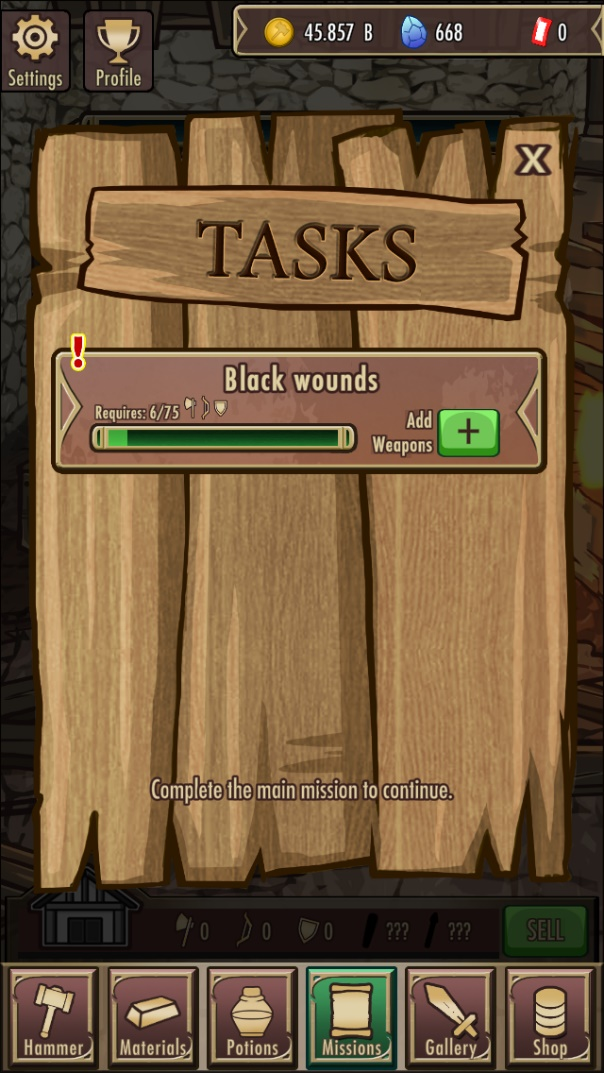 45.857 B
668
0
Settings
Profile
X
TASKS
!
Black wounds
Requires: 6/75
Add
Weapons
+
Complete the main mission to continue.
0
0
0
???
???
SELL
Hammer
Materials
Potions
Missions
Gallery
Shop